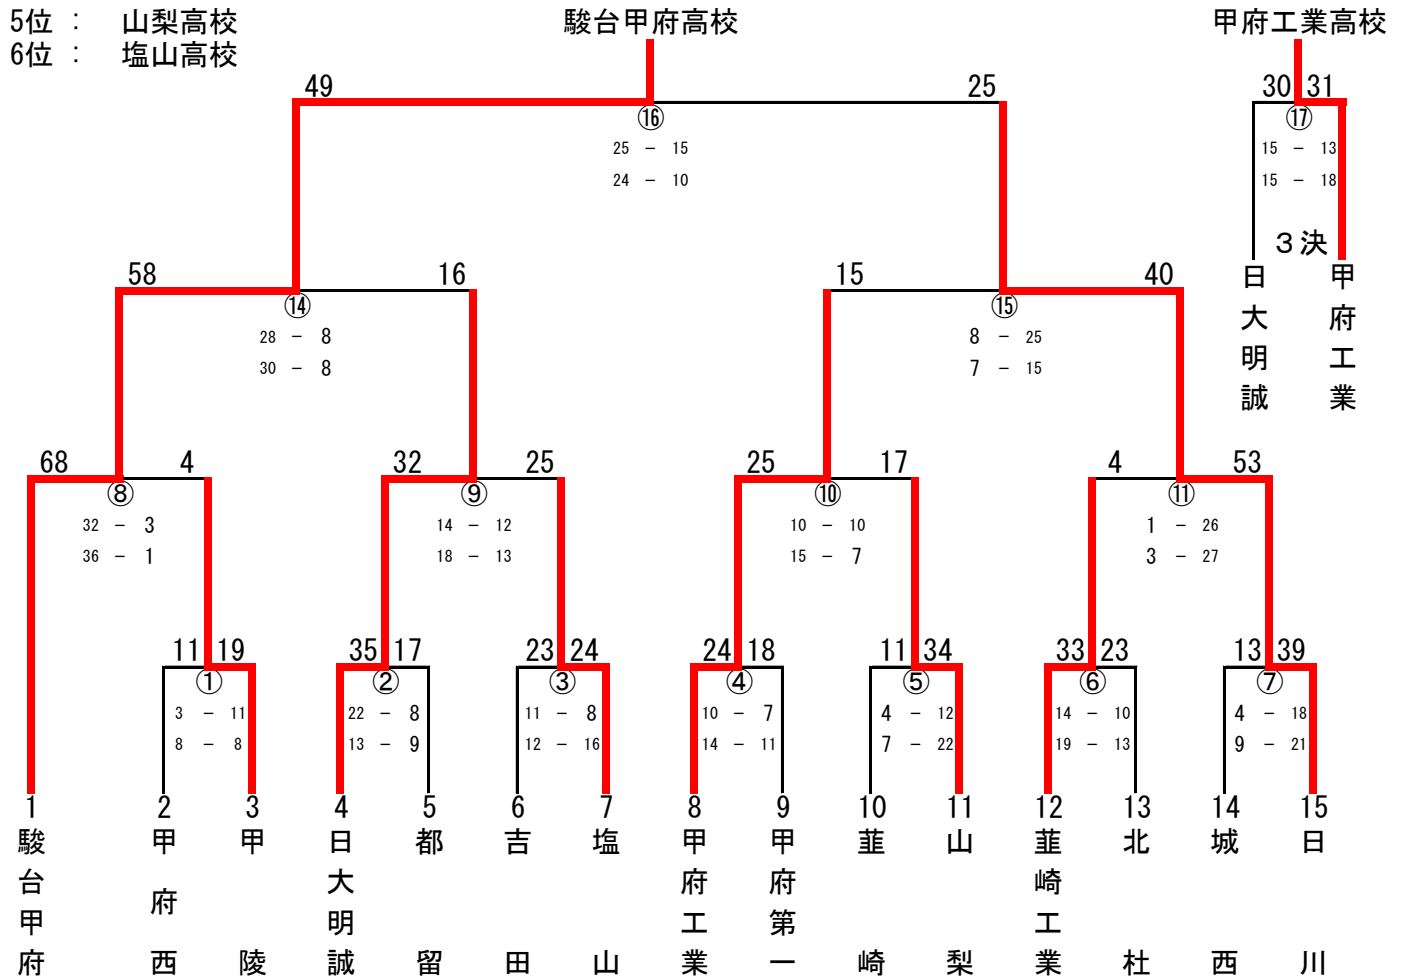 5位 : 山梨高校
6位 : 塩山高校
駿台甲府高校
甲府工業高校
49 25
30 31
⑯
⑰
25 - 15
24 - 10
15 - 13
15 - 18
3決
日大明誠
甲府工業
58 16
15 40
⑭
⑮
28 - 8
30 - 8
8 - 25
7 - 15
68 4
32 25
25 17
4 53
⑧
⑨
⑩
⑪
32 - 3
36 - 1
14 - 12
18 - 13
10 - 10
15 - 7
1 - 26
3 - 27
11 19
35 17
23 24
24 18
11 34
33 23
13 39
①
②
③
④
⑤
⑥
⑦
3 - 11
8 - 8
22 - 8
13 - 9
11 - 8
12 - 16
10 - 7
14 - 11
4 - 12
7 - 22
14 - 10
19 - 13
4 - 18
9 - 21
1 2 3 4 5 6 7 8 9 10 11 12 13 14 15
駿台甲府
甲府西
甲陵
日大明誠
都留
吉田
塩山
甲府工業
甲府第一
韮崎
山梨
韮崎工業
北杜
城西
日川